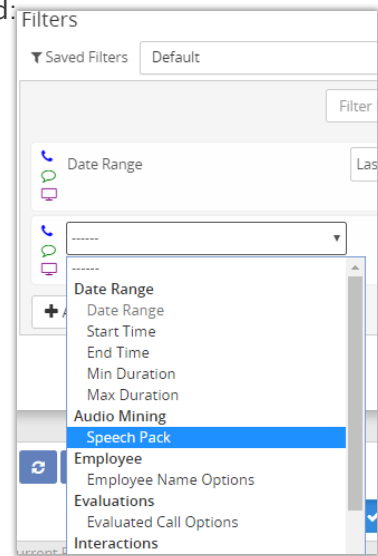 d:
Filters
Saved Filters Default
Filter
Date Range Las
------
------
Date Range
Date Range
Start Time
End Time
Min Duration
Max Duration
Audio Mining
Speech Pack
Employee
Employee Name Options
Evaluations
Evaluated Call Options
Interactions